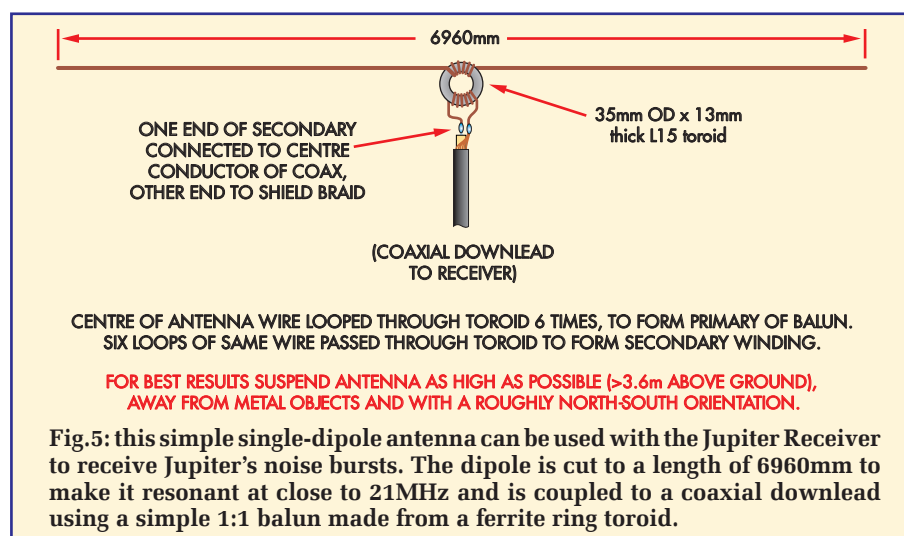 6960mm
35mm OD x 13mm
thick L15 toroid
ONE END OF SECONDARY
CONNECTED TO CENTRE
CONDUCTOR OF COAX,
OTHER END TO SHIELD BRAID
(COAXIAL DOWNLEAD
TO RECEIVER)
CENTRE OF ANTENNA WIRE LOOPED THROUGH TOROID 6 TIMES, TO FORM PRIMARY OF BALUN.
SIX LOOPS OF SAME WIRE PASSED THROUGH TOROID TO FORM SECONDARY WINDING.
FOR BEST RESULTS SUSPEND ANTENNA AS HIGH AS POSSIBLE (>3.6m ABOVE GROUND),
AWAY FROM METAL OBJECTS AND WITH A ROUGHLY NORTH-SOUTH ORIENTATION.
Fig.5: this simple single-dipole antenna can be used with the Jupiter Receiver
to receive Jupiter's noise bursts. The dipole is cut to a length of 6960mm to
make it resonant at close to 21MHz and is coupled to a coaxial downlead
using a simple 1:1 balun made from a ferrite ring toroid.